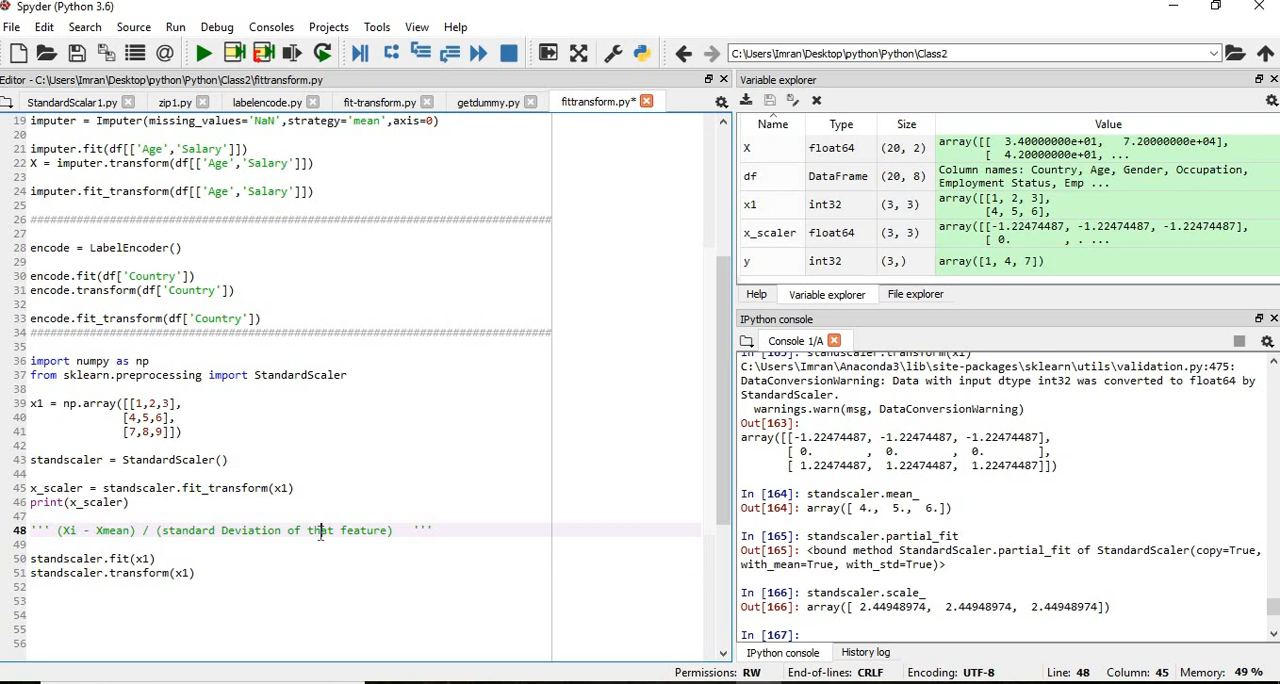 Spyder (Python 3.6)
File Edit Search Source Run Debug Consoles Projects Tools View Help
C:\Users\Imran\Desktop\python\Python\Class2
Editor - C:\Users\Imran\Desktop\python\Python\Class2\fittransform.py
StandardScalar1.py zip1.py labelencode.py fit-transform.py getdummy.py fittransform.py*
19 imputer = Imputer(missing_values='NaN',strategy='mean',axis=0)
20
21 imputer.fit(df[['Age','Salary']])
22 X = imputer.transform(df[['Age','Salary']])
23
24 imputer.fit_transform(df[['Age','Salary']])
25
26 ###############################################################################
27
28 encode = LabelEncoder()
29
30 encode.fit(df['Country'])
31 encode.transform(df['Country'])
32
33 encode.fit_transform(df['Country'])
34 ###############################################################################
35
36 import numpy as np
37 from sklearn.preprocessing import StandardScaler
38
39 x1 = np.array([[1,2,3],
40 [4,5,6],
41 [7,8,9]])
42
43 standscaler = StandardScaler()
44
45 x_scaler = standscaler.fit_transform(x1)
46 print(x_scaler)
47
48 ''' (Xi - Xmean) / (standard Deviation of that feature) '''
49
50 standscaler.fit(x1)
51 standscaler.transform(x1)
52
53
54
55
56
Variable explorer
Name Type Size Value
X float64 (20, 2) array([[ 3.40000000e+01, 7.20000000e+04],
[ 4.20000000e+01, ...
df DataFrame (20, 8) Column names: Country, Age, Gender, Occupation,
Employment Status, Emp ...
x1 int32 (3, 3) array([[1, 2, 3],
[4, 5, 6],
x_scaler float64 (3, 3) array([[-1.22474487, -1.22474487, -1.22474487],
[ 0. , . ...
y int32 (3,) array([1, 4, 7])
Help Variable explorer File explorer
IPython console
Console 1/A
In [163]: standscaler.transform(x1)
C:\Users\Imran\Anaconda3\lib\site-packages\sklearn\utils\validation.py:475:
DataConversionWarning: Data with input dtype int32 was converted to float64 by
StandardScaler.
warnings.warn(msg, DataConversionWarning)
Out[163]:
array([[-1.22474487, -1.22474487, -1.22474487],
[ 0. , 0. , 0. ],
[ 1.22474487, 1.22474487, 1.22474487]])
In [164]: standscaler.mean_
Out[164]: array([ 4., 5., 6.])
In [165]: standscaler.partial_fit
Out[165]: <bound method StandardScaler.partial_fit of StandardScaler(copy=True,
with_mean=True, with_std=True)>
In [166]: standscaler.scale_
Out[166]: array([ 2.44948974, 2.44948974, 2.44948974])
In [167]:
IPython console History log
Permissions: RW End-of-lines: CRLF Encoding: UTF-8 Line: 48 Column: 45 Memory: 49 %